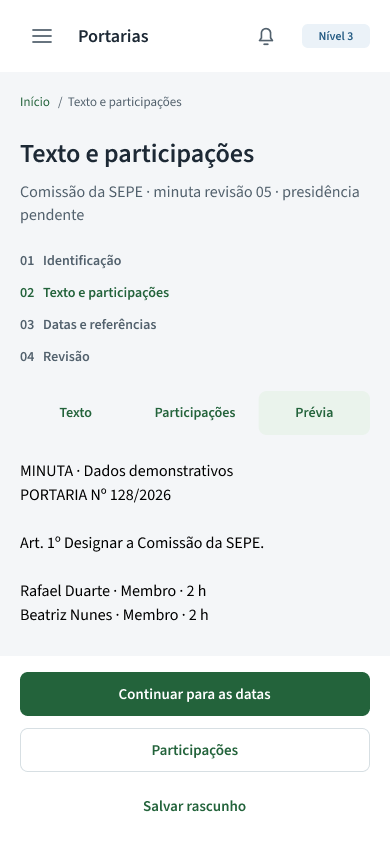 Portarias
Nível 3
Início / Texto e participações
Texto e participações
Comissão da SEPE · minuta revisão 05 · presidência
pendente
01 Identificação
02 Texto e participações
03 Datas e referências
04 Revisão
Texto Participações Prévia
MINUTA · Dados demonstrativos
PORTARIA Nº 128/2026
Art. 1º Designar a Comissão da SEPE.
Rafael Duarte · Membro · 2 h
Beatriz Nunes · Membro · 2 h
Continuar para as datas
Participações
Salvar rascunho